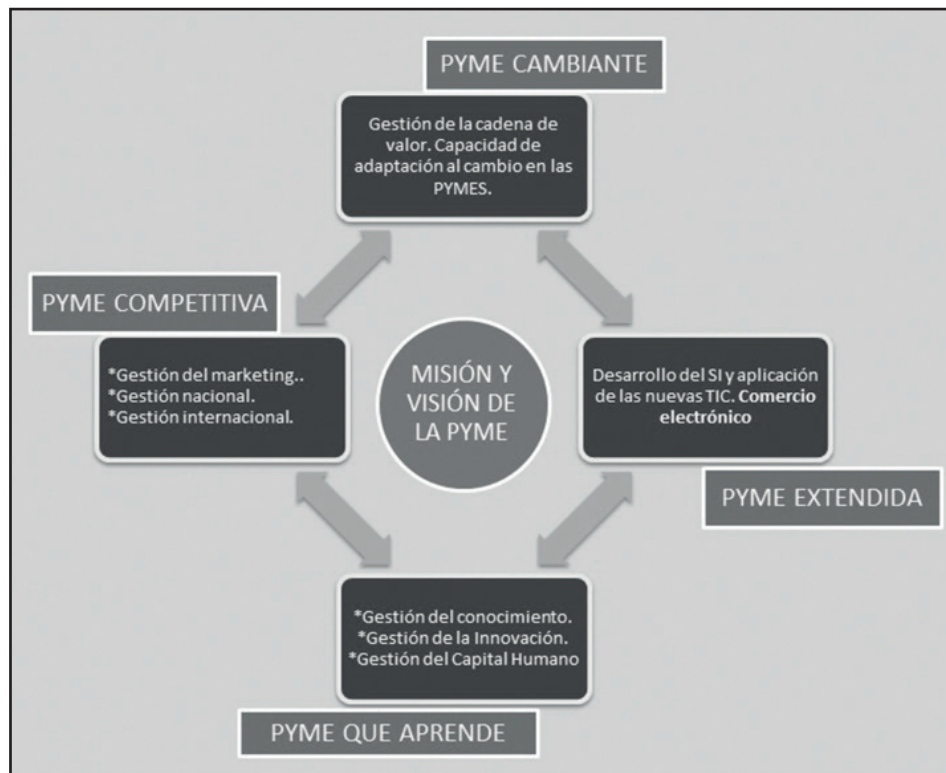 PYME CAMBIANTE
Gestión de la cadena de
valor. Capacidad de
adaptación al cambio en las
PYMES.
PYME COMPETITIVA
*Gestión del marketing..
*Gestión nacional.
*Gestión internacional.
MISIÓN Y
VISIÓN DE
LA PYME
Desarrollo del SI y aplicación
de las nuevas TIC. Comercio
electrónico
PYME EXTENDIDA
*Gestión del conocimiento.
*Gestión de la Innovación.
*Gestión del Capital Humano
PYME QUE APRENDE